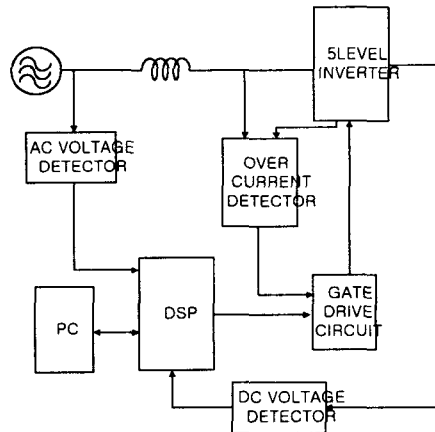 5LEVEL
INVERTER
AC VOLTAGE
DETECTOR
OVER
CURRENT
DETECTOR
PC
DSP
GATE
DRIVE
CIRCUIT
DC VOLTAGE
DETECTOR